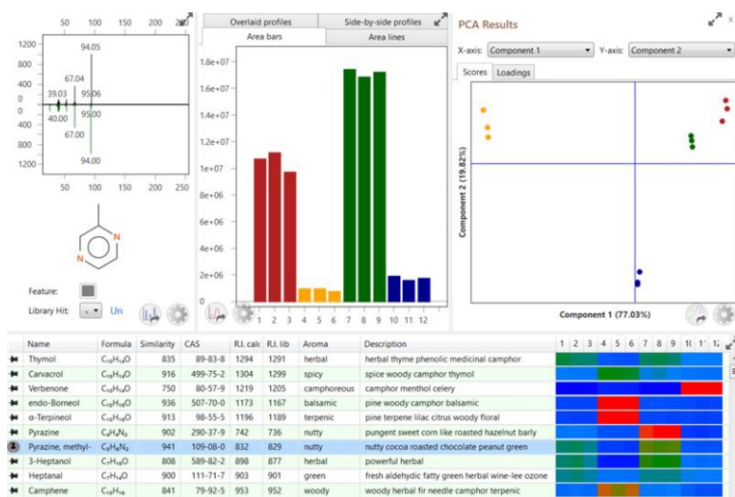 Overlaid profiles
Side-by-side profiles
Area bars
Area lines
PCA Results
X-axis: Component 1
Y-axis: Component 2
Scores
Loadings
50 100 150 200 250
1200
1000
800
600
400
200
0
0
200
400
600
800
1000
1200
94.05
67.04
39.03
95.06
40.00
95.00
67.00
94.00
50 100 150 200 250
N
N
Feature:
Library Hit:
Un
1.8e+07
1.6e+07
1.4e+07
1.2e+07
1e+07
8e+06
6e+06
4e+06
2e+06
0
1 2 3 4 5 6 7 8 9 10 11 12
Component 2 (19.82%)
Component 1 (77.03%)
Name Formula Similarity CAS R.I. calc R.I. lib Aroma Description 1 2 3 4 5 6 7 8 9 1( 1' 1.
Thymol C₁₀H₁₄O 835 89-83-8 1294 1291 herbal herbal thyme phenolic medicinal camphor
Carvacrol C₁₀H₁₄O 916 499-75-2 1304 1299 spicy spice woody camphor thymol
Verbenone C₁₀H₁₄O 750 80-57-9 1219 1205 camphoreous camphor menthol celery
endo-Borneol C₁₀H₁₈O 936 507-70-0 1173 1167 balsamic pine woody camphor balsamic
α-Terpineol C₁₀H₁₈O 913 98-55-5 1196 1189 terpenic pine terpene lilac citrus woody floral
Pyrazine C₄H₄N₂ 902 290-37-9 742 736 nutty pungent sweet corn like roasted hazelnut barly
Pyrazine, methyl- C₅H₆N₂ 941 109-08-0 832 829 nutty nutty cocoa roasted chocolate peanut green
3-Heptanol C₇H₁₆O 808 589-82-2 898 877 herbal powerful herbal
Heptanal C₇H₁₄O 900 111-71-7 903 901 green fresh aldehydic fatty green herbal wine-lee ozone
Camphene C₁₀H₁₆ 841 79-92-5 953 952 woody woody herbal fir needle camphor terpenic